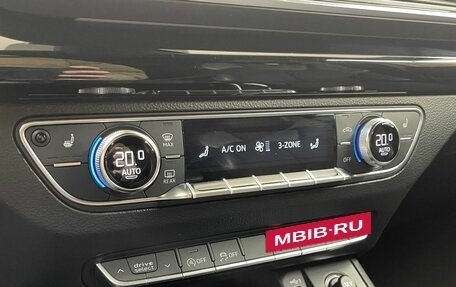 MAX
20.0
AUTO
REAR
A/C ON
3-ZONE
20.0
AUTO
OFF
drive
select
OFF
OFF
MBIB-RU